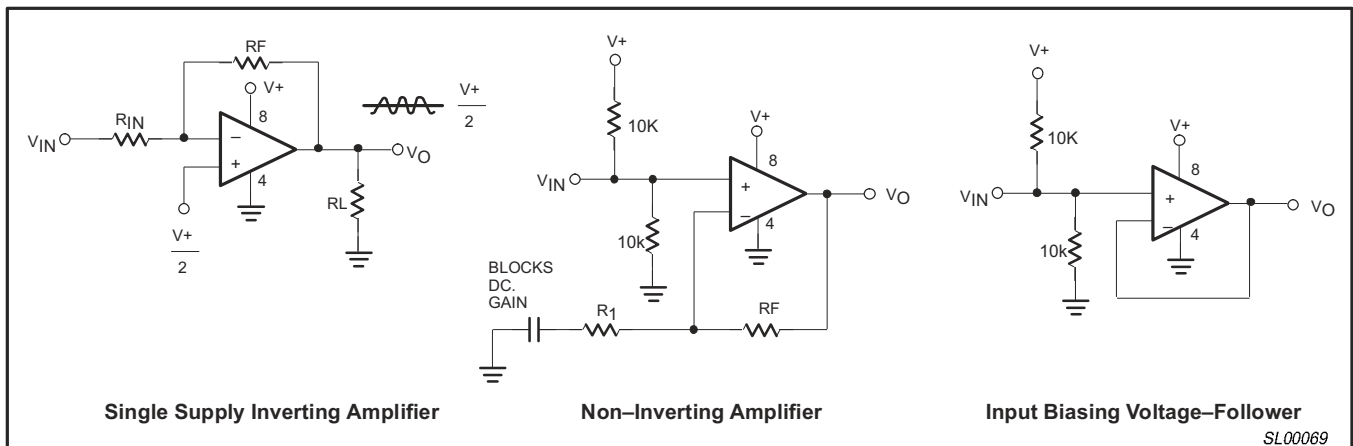 RF
V+
8
V+
2
RIN
VIN
−
+
4
VO
RL
V+
2
Single Supply Inverting Amplifier
V+
10K
V+
8
VIN
+
−
4
VO
10k
BLOCKS
DC.
GAIN
R1
RF
Non–Inverting Amplifier
V+
10K
V+
8
VIN
+
−
4
VO
10k
Input Biasing Voltage–Follower
SL00069